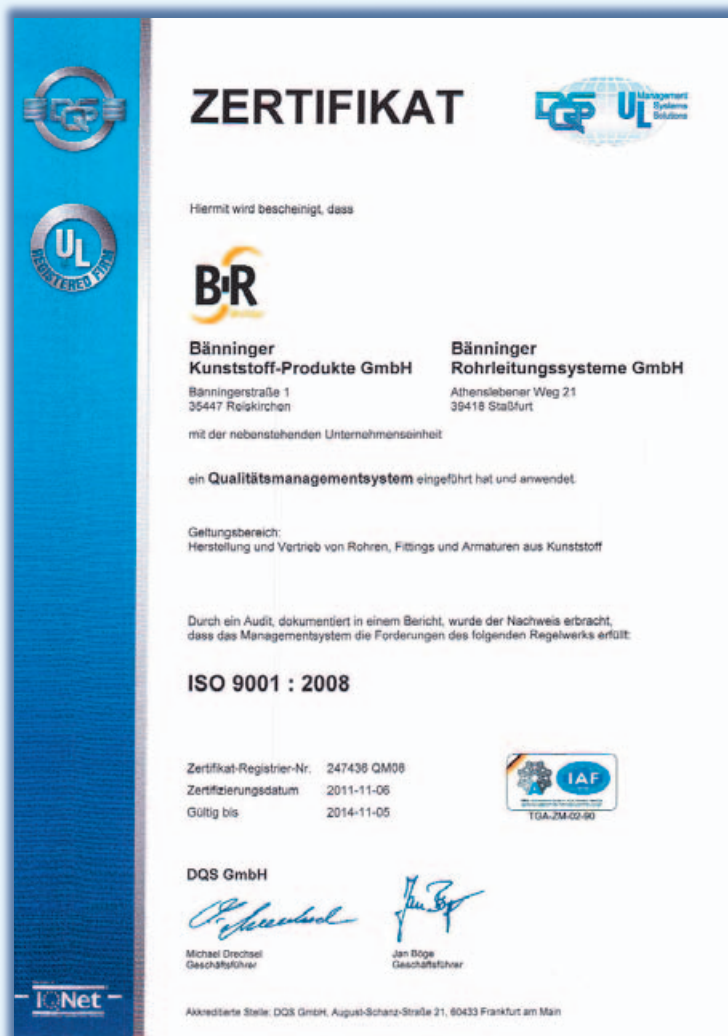 DQS
ZERTIFIKAT
DQS UL Management
Systems
Solutions
UL
REGISTERED FIRM
Hiermit wird bescheinigt, dass
B·R
Bänninger
Kunststoff-Produkte GmbH
Bänningerstraße 1
35447 Reiskirchen
Bänninger
Rohrleitungssysteme GmbH
Athenslebener Weg 21
39418 Staßfurt
mit der nebenstehenden Unternehmenseinheit
ein Qualitätsmanagementsystem eingeführt hat und anwendet.
Geltungsbereich:
Herstellung und Vertrieb von Rohren, Fittings und Armaturen aus Kunststoff
Durch ein Audit, dokumentiert in einem Bericht, wurde der Nachweis erbracht,
dass das Managementsystem die Forderungen des folgenden Regelwerks erfüllt:
ISO 9001 : 2008
Zertifikat-Registrier-Nr. 247436 QM08
Zertifizierungsdatum 2011-11-06
Gültig bis 2014-11-05
IAF
TGA-ZM-02-90
DQS GmbH
Michael Drechsel
Geschäftsführer
Jan Böge
Geschäftsführer
IQNet
Akkreditierte Stelle: DQS GmbH, August-Schanz-Straße 21, 60433 Frankfurt am Main